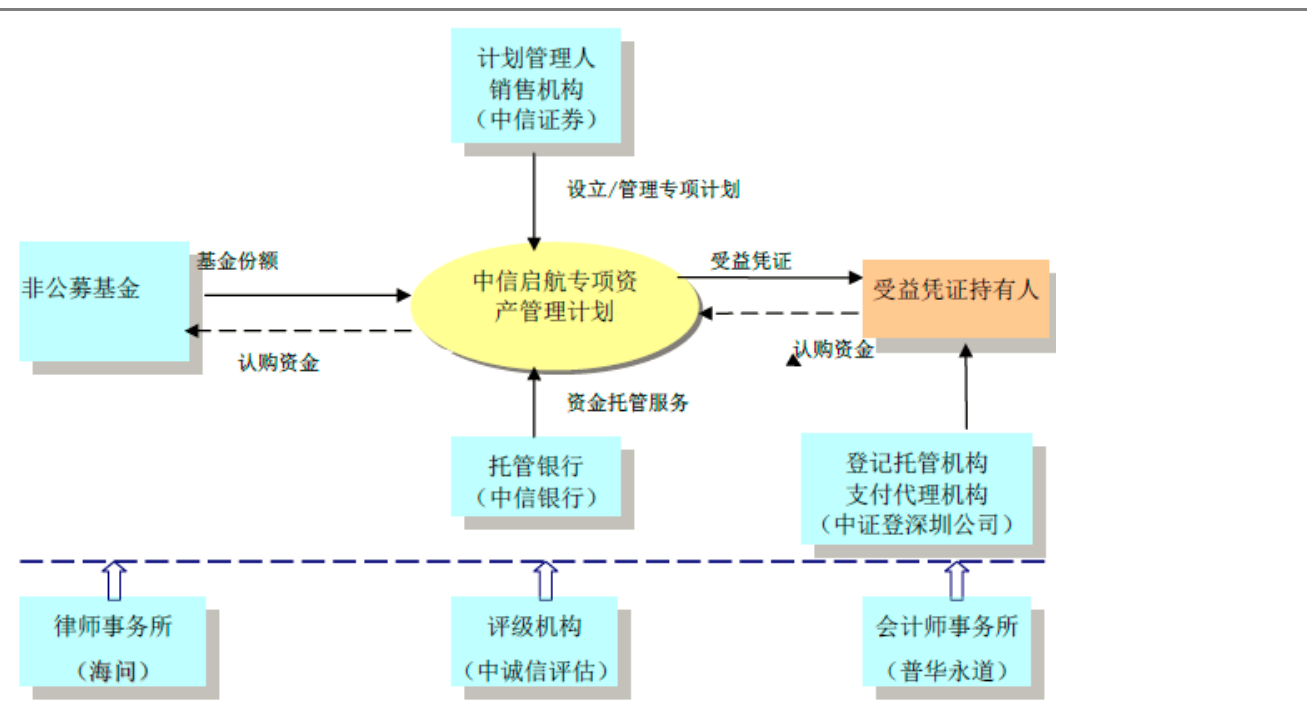 计划管理人
销售机构
（中信证券）
设立/管理专项计划
非公募基金
基金份额
认购资金
中信启航专项资
产管理计划
受益凭证
认购资金
受益凭证持有人
资金托管服务
托管银行
（中信银行）
登记托管机构
支付代理机构
（中证登深圳公司）
律师事务所
（海问）
评级机构
（中诚信评估）
会计师事务所
（普华永道）